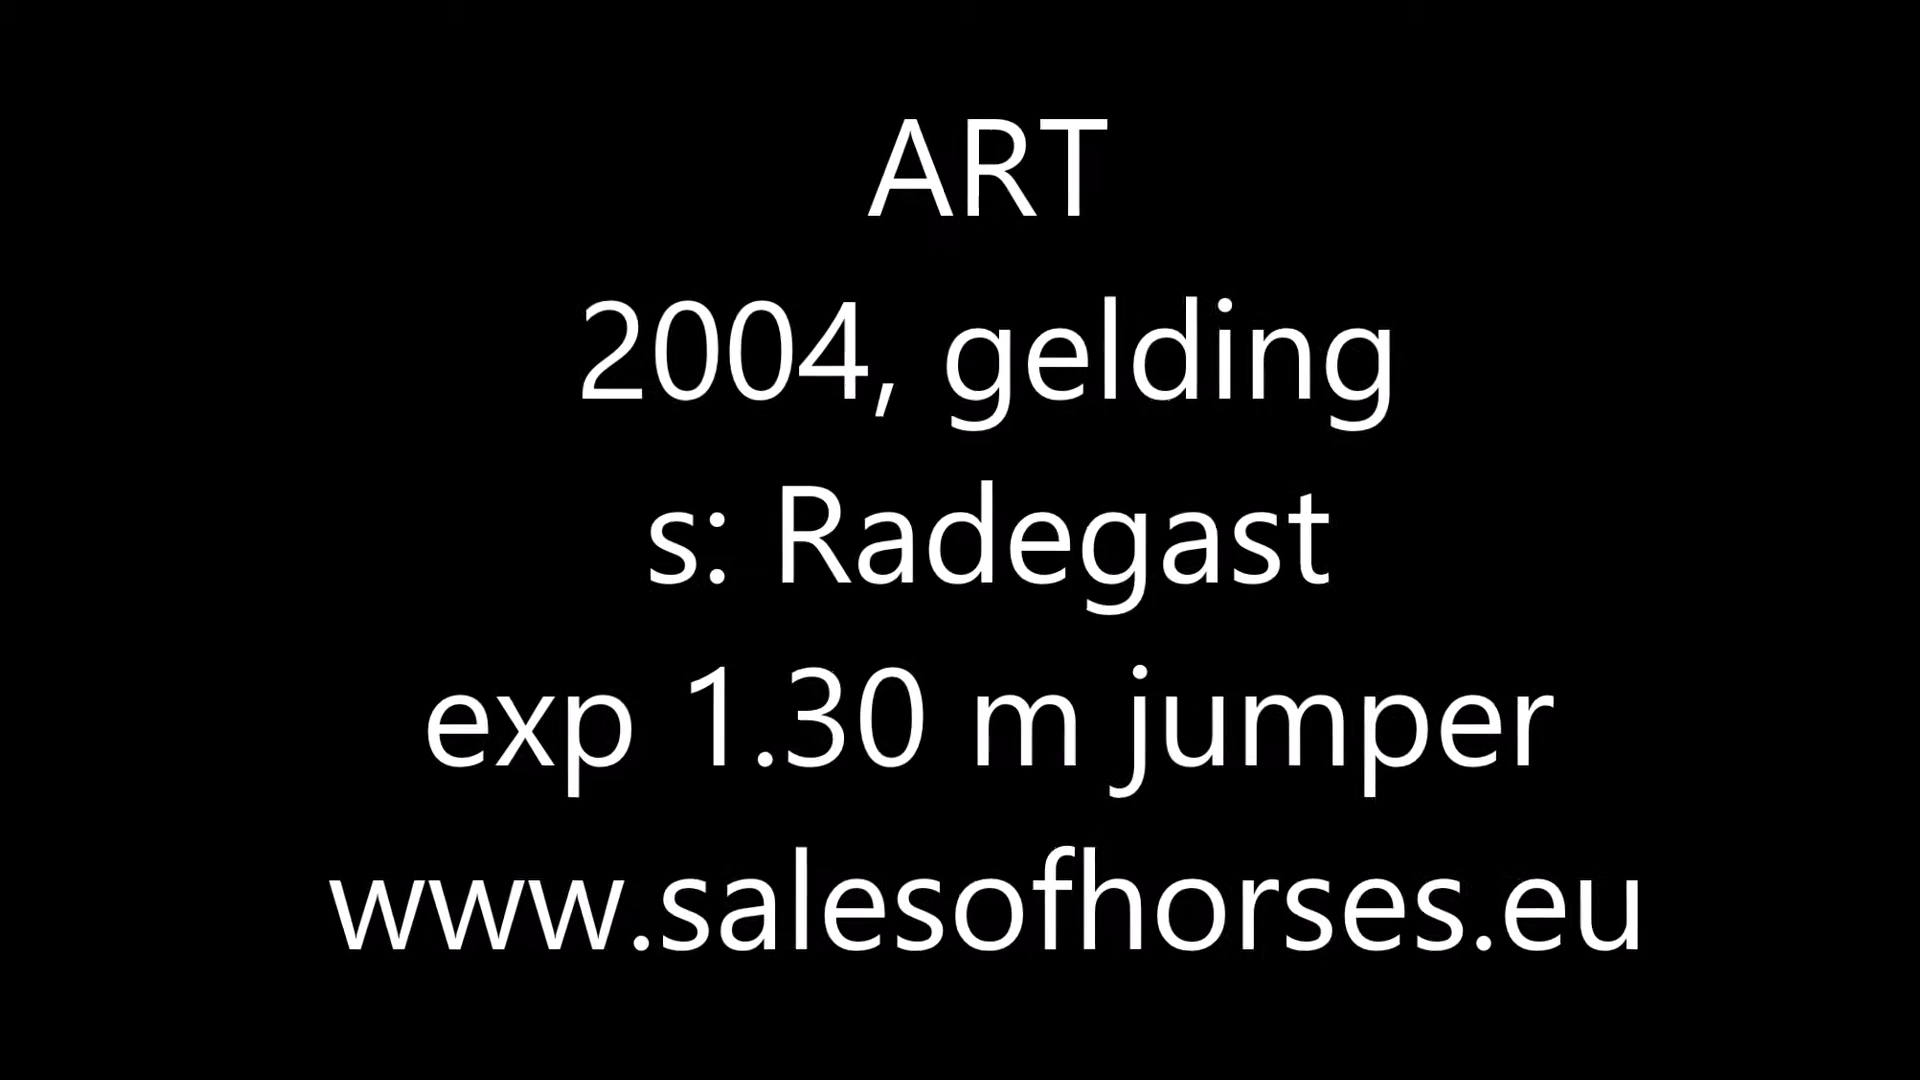 ART
2004, gelding
s: Radegast
exp 1.30 m jumper
www.salesofhorses.eu